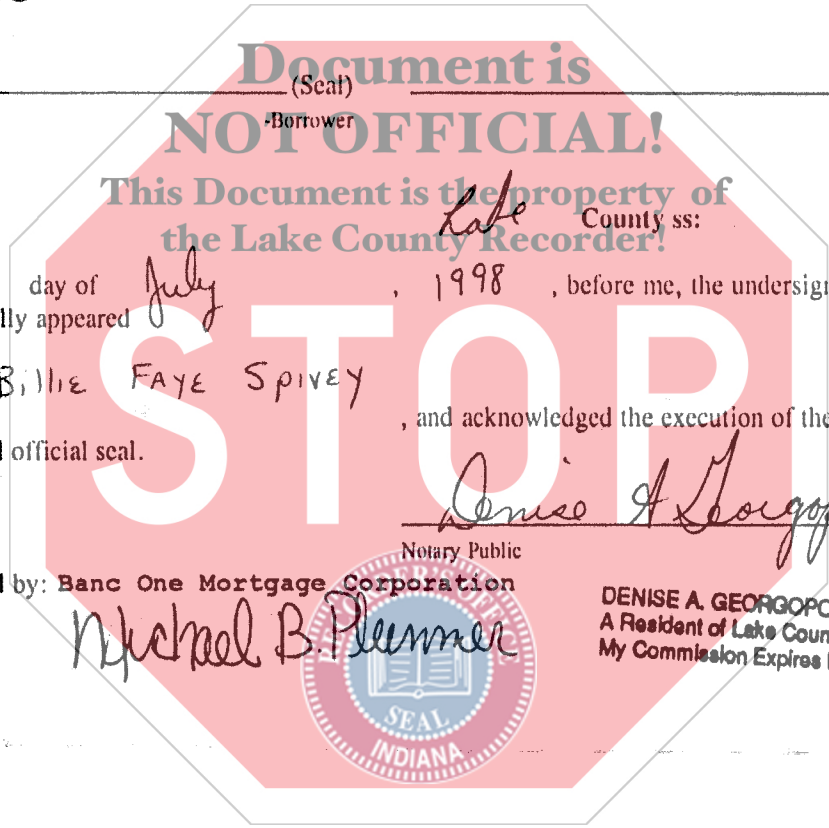 Document is
(Seal)
-Borrower
NOT OFFICIAL!
This Document is the property of
Lake County ss:
the Lake County Recorder!
day of July , 1998 , before me, the undersign
lly appeared
STOP
Billie FAYE SpivEy
, and acknowledged the execution of the
official seal.
Denise A Georgop
Notary Public
by: Banc One Mortgage Corporation
Michael B. Plummer
DENISE A. GEORGOPO
A Resident of Lake Coun
My Commission Expires
RECORDER'S OFFICE
SEAL
INDIANA